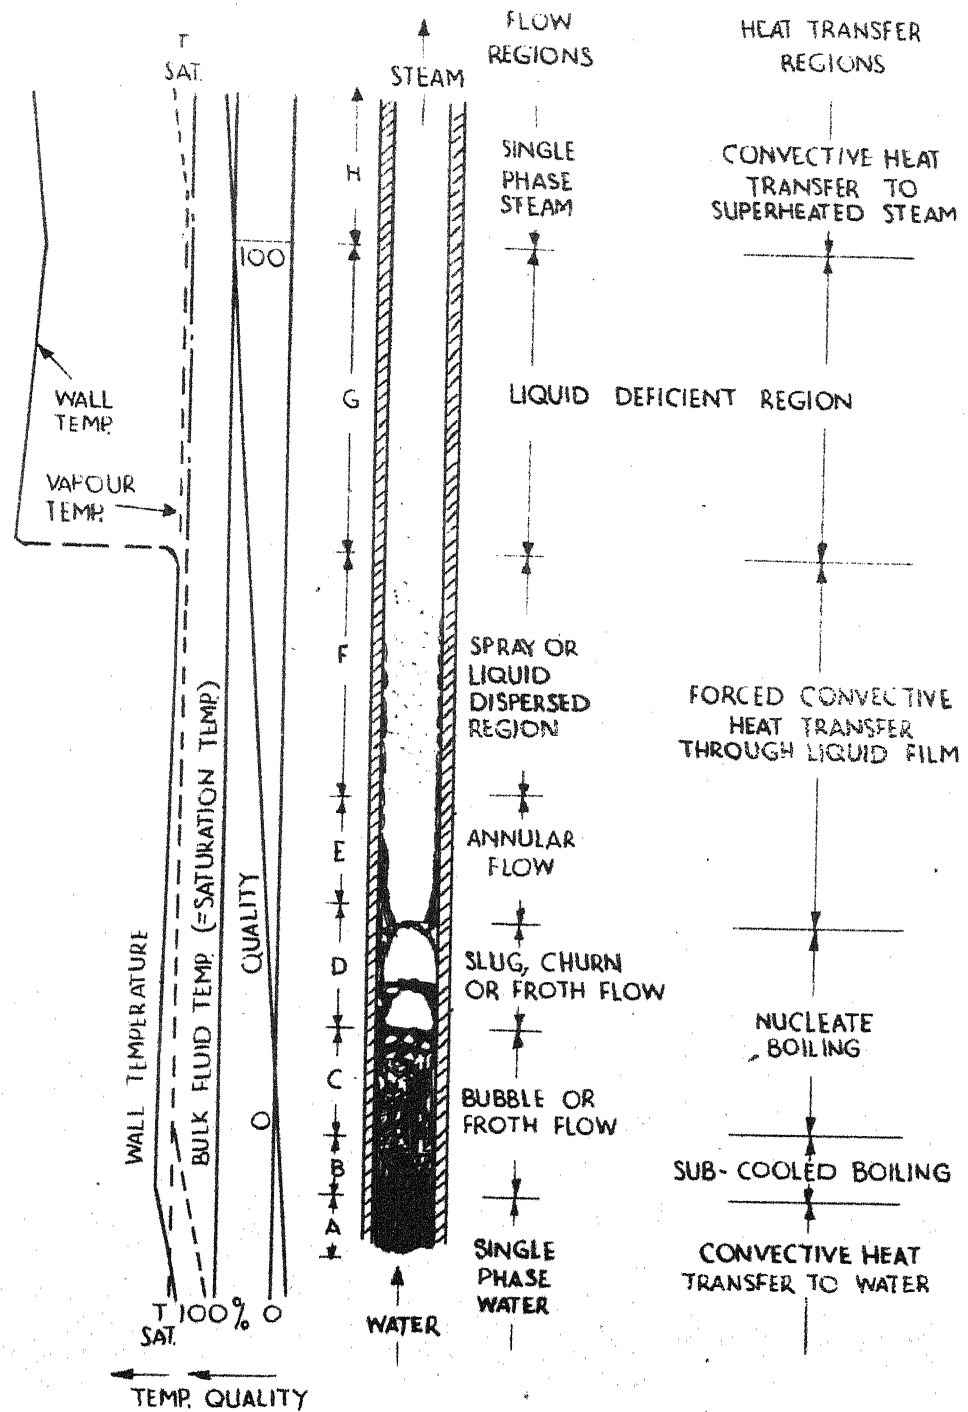 T
SAT.
STEAM
FLOW
REGIONS
HEAT TRANSFER
REGIONS
H
SINGLE
PHASE
STEAM
CONVECTIVE HEAT
TRANSFER TO
SUPERHEATED STEAM
100
WALL
TEMP.
G
LIQUID DEFICIENT REGION
VAPOUR
TEMP.
F
SPRAY OR
LIQUID
DISPERSED
REGION
FORCED CONVECTIVE
HEAT TRANSFER
THROUGH LIQUID FILM
E
ANNULAR
FLOW
WALL TEMPERATURE
BULK FLUID TEMP. (=SATURATION TEMP.)
QUALITY
D
SLUG, CHURN
OR FROTH FLOW
NUCLEATE
BOILING
C
BUBBLE OR
FROTH FLOW
0
B
SUB-COOLED BOILING
A
SINGLE
PHASE
WATER
CONVECTIVE HEAT
TRANSFER TO WATER
T 100% 0
SAT.
WATER
TEMP. QUALITY